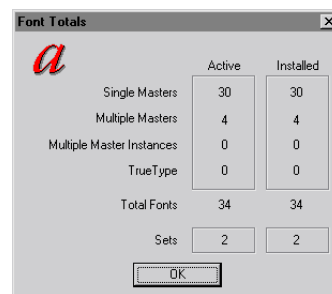 Font Totals
a
Active Installed
Single Masters 30 30
Multiple Masters 4 4
Multiple Master Instances 0 0
TrueType 0 0
Total Fonts 34 34
Sets 2 2
OK